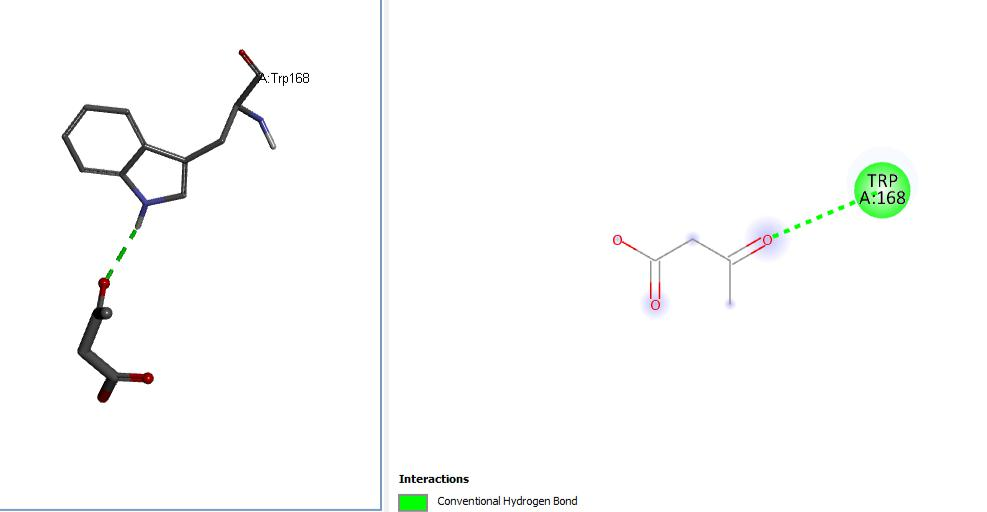 A:Trp168
TRP
A:168
O
O
O
Interactions
Conventional Hydrogen Bond